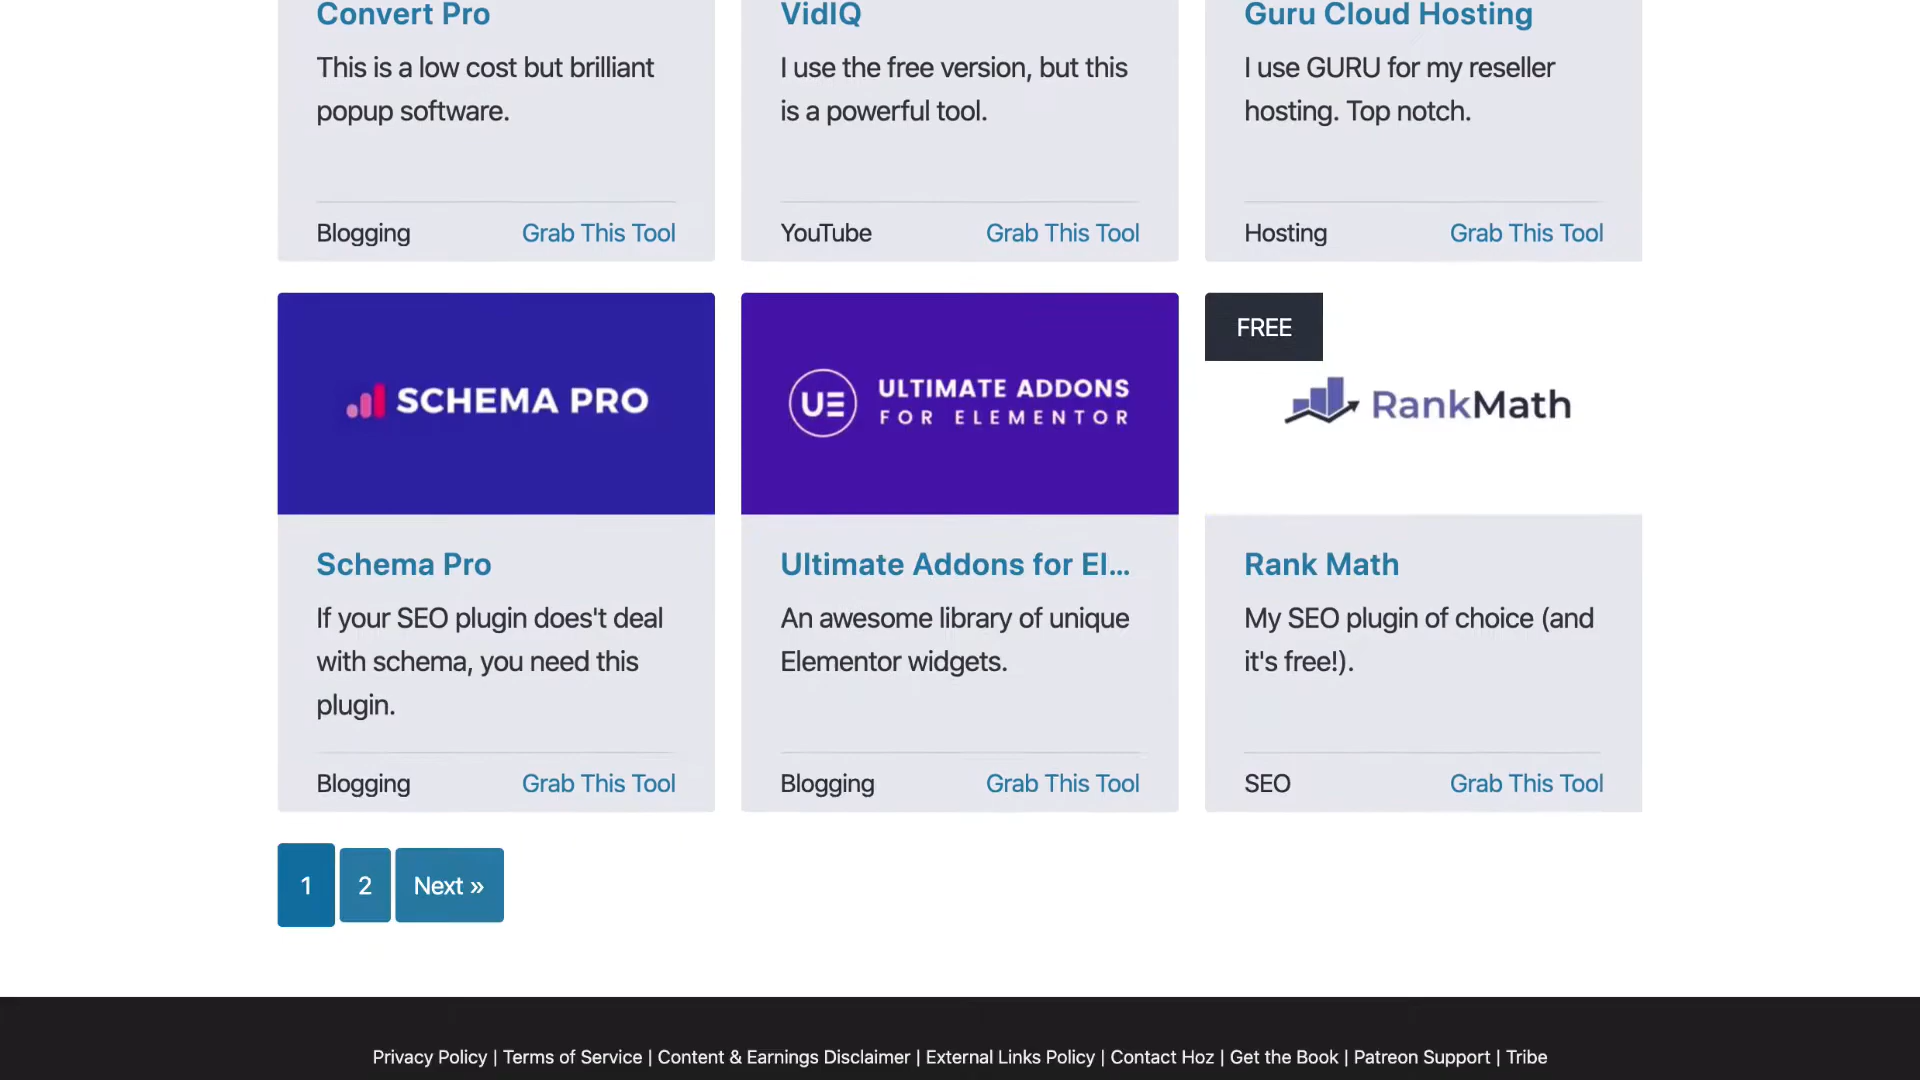 Convert Pro
This is a low cost but brilliant
popup software.
Blogging
Grab This Tool
VidIQ
I use the free version, but this
is a powerful tool.
YouTube
Grab This Tool
Guru Cloud Hosting
I use GURU for my reseller
hosting. Top notch.
Hosting
Grab This Tool
SCHEMA PRO
Schema Pro
If your SEO plugin does't deal
with schema, you need this
plugin.
Blogging
Grab This Tool
UE
ULTIMATE ADDONS
FOR ELEMENTOR
Ultimate Addons for El...
An awesome library of unique
Elementor widgets.
Blogging
Grab This Tool
FREE
RankMath
Rank Math
My SEO plugin of choice (and
it's free!).
SEO
Grab This Tool
1
2
Next »
Privacy Policy | Terms of Service | Content & Earnings Disclaimer | External Links Policy | Contact Hoz | Get the Book | Patreon Support | Tribe